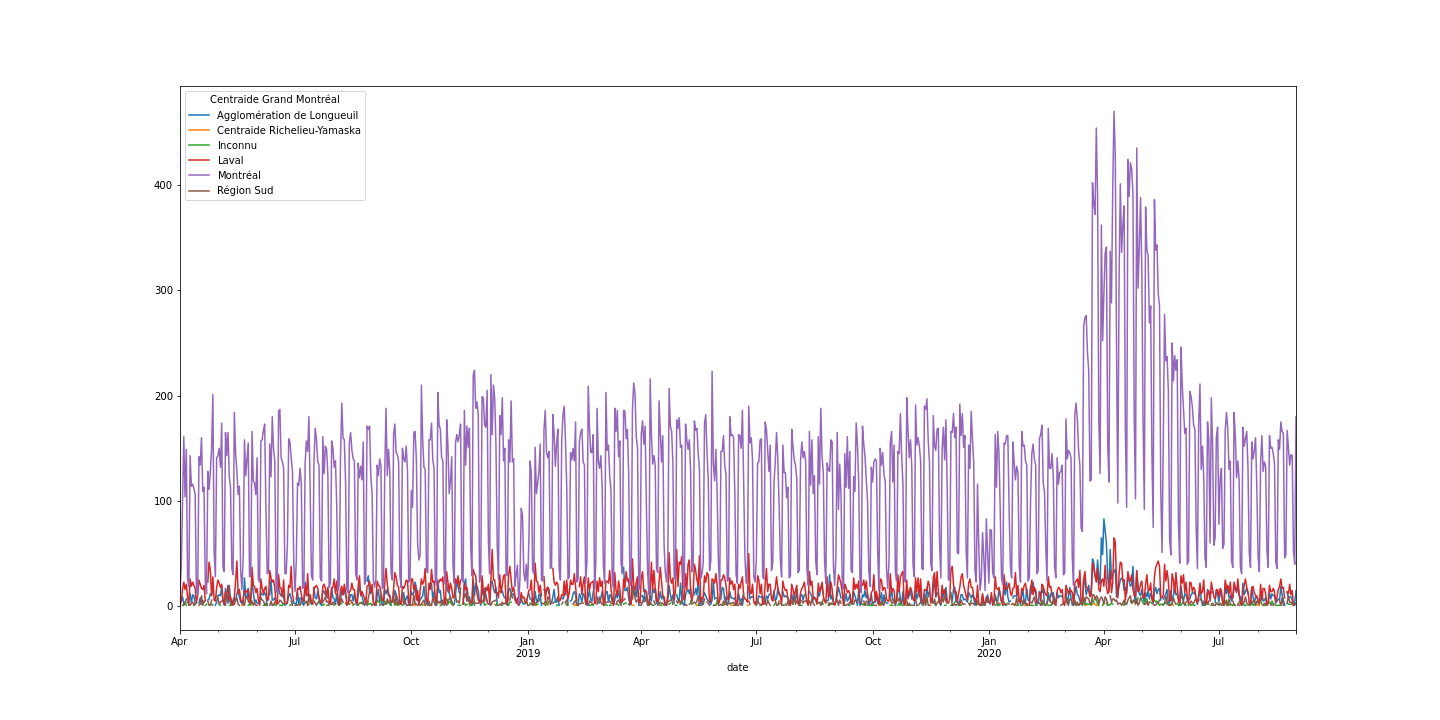 Centraide Grand Montréal
Agglomération de Longueuil
Centraide Richelieu-Yamaska
Inconnu
Laval
Montréal
Région Sud
400
300
200
100
0
Apr Jul Oct Jan Apr Jul Oct Jan Apr Jul
2019 2020
date